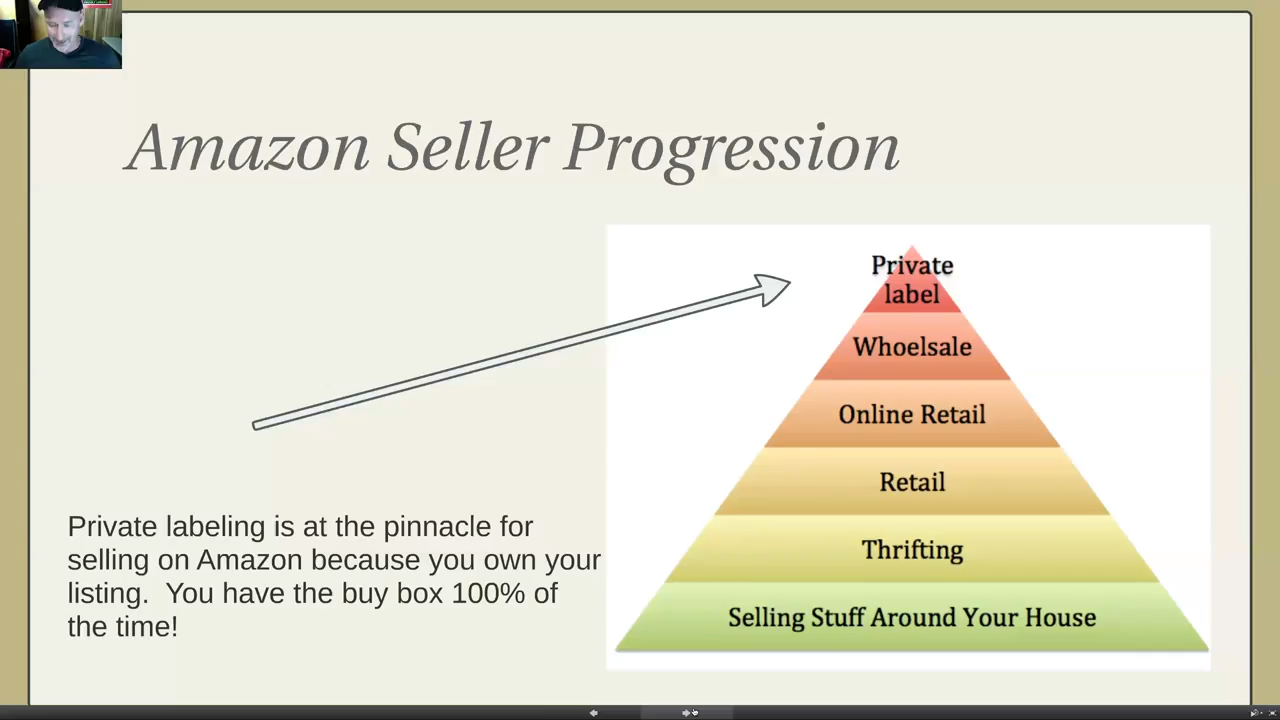 Amazon Seller Progression
Private
label
Whoelsale
Online Retail
Retail
Thrifting
Selling Stuff Around Your House
Private labeling is at the pinnacle for
selling on Amazon because you own your
listing.  You have the buy box 100% of
the time!